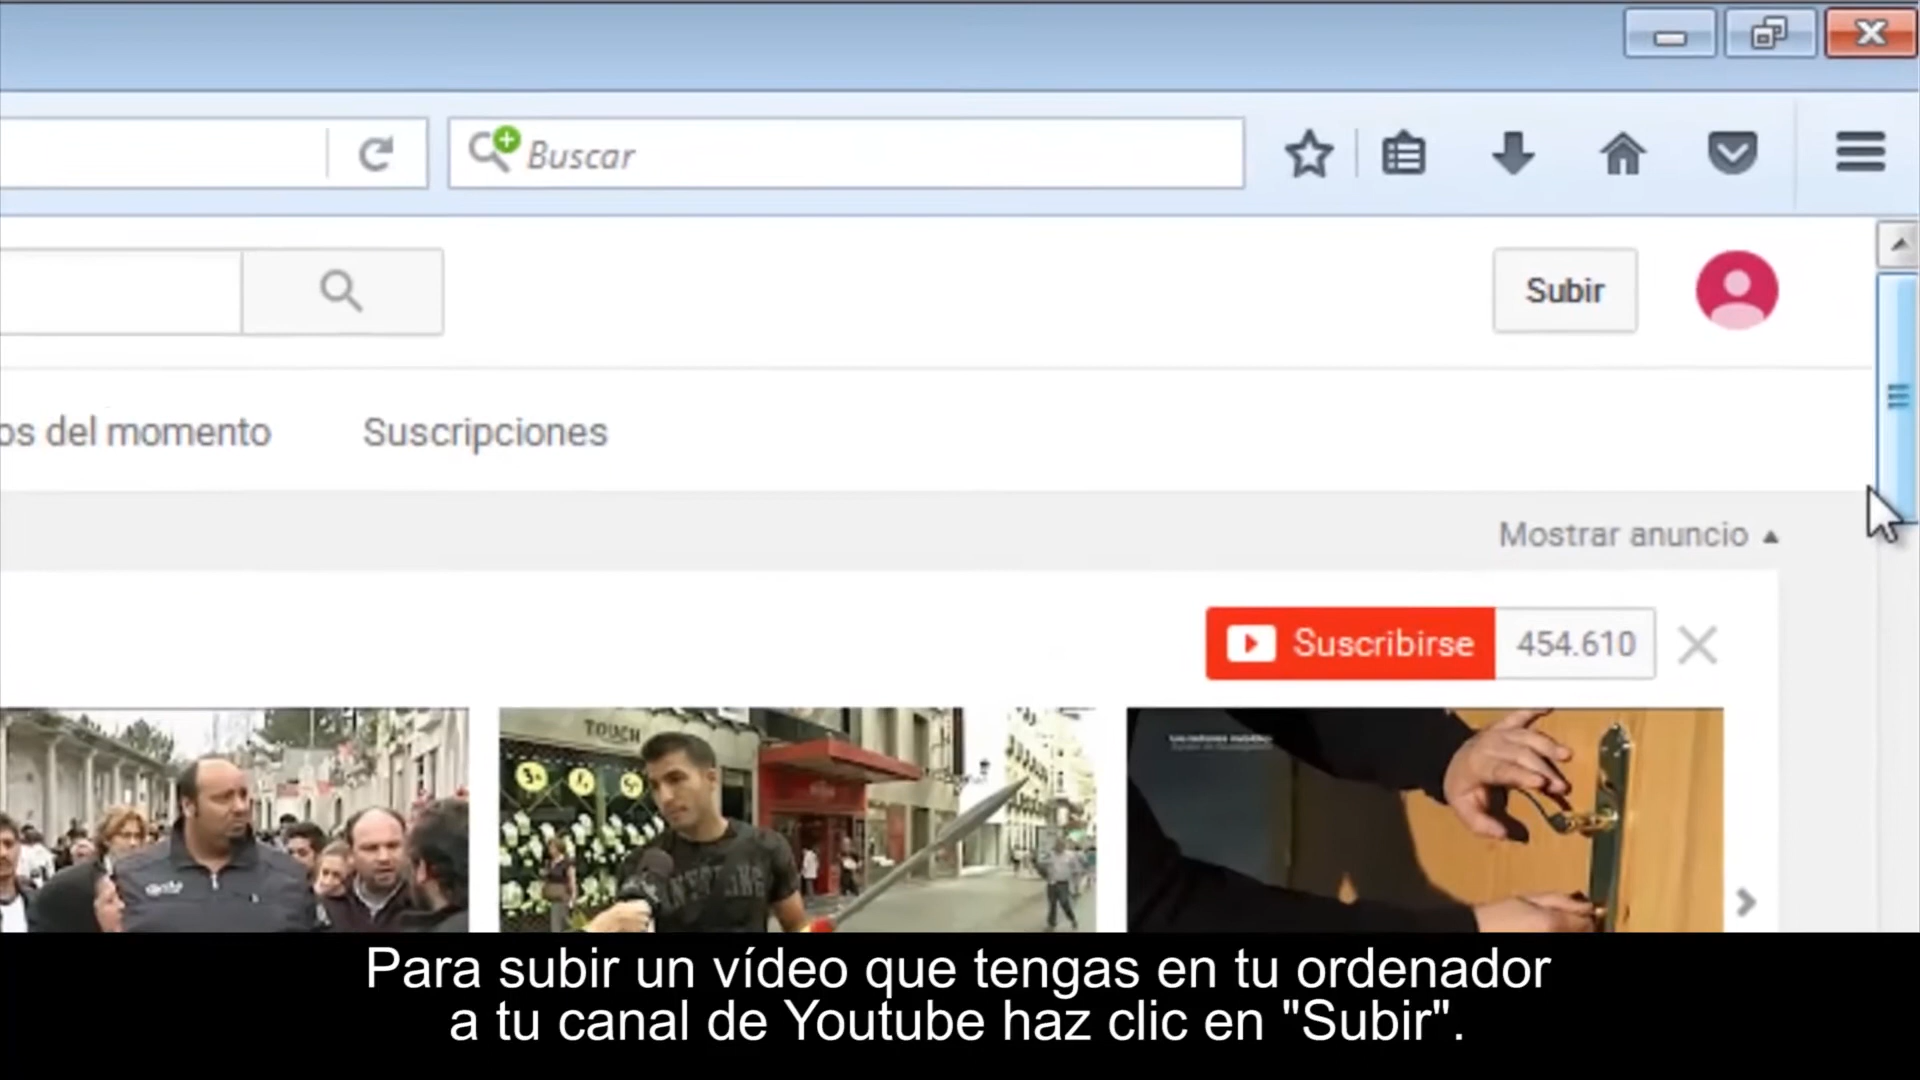 Buscar
Subir
os del momento
Suscripciones
Mostrar anuncio
Suscribirse
454.610
TOUCH
Para subir un vídeo que tengas en tu ordenador
a tu canal de Youtube haz clic en "Subir".